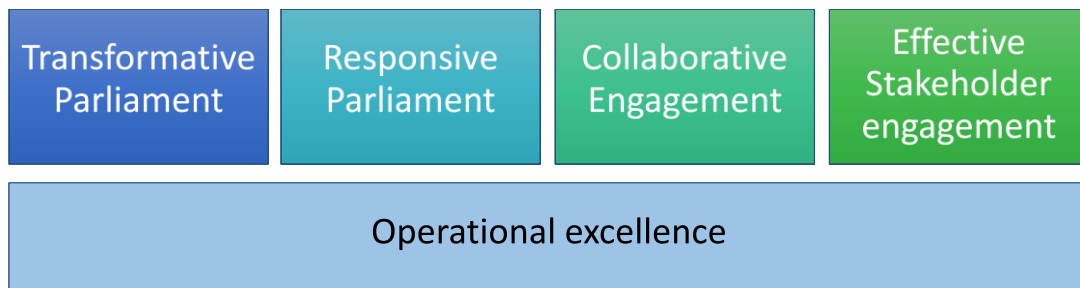 Transformative
Parliament
Responsive
Parliament
Collaborative
Engagement
Effective
Stakeholder
engagement
Operational excellence